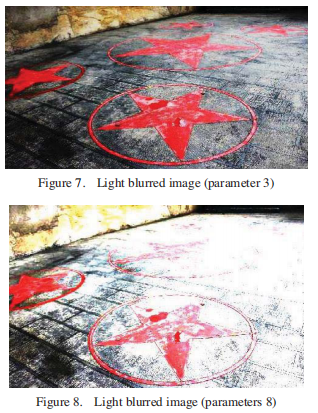 Figure 7. Light blurred image (parameter 3)
Figure 8. Light blurred image (parameters 8)